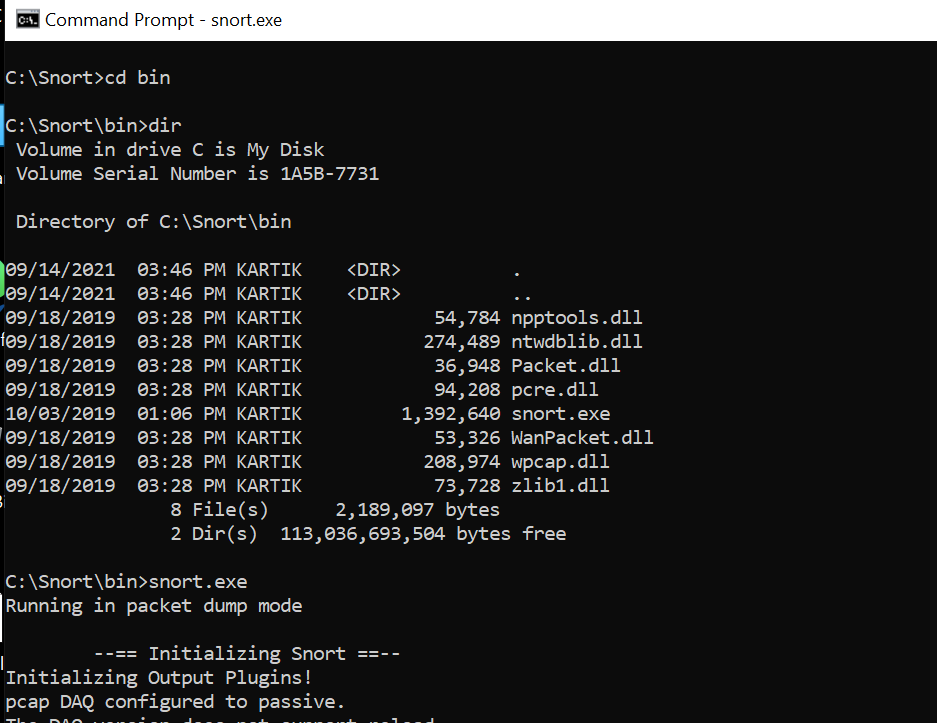 Command Prompt - snort.exe
C:\Snort>cd bin
C:\Snort\bin>dir
Volume in drive C is My Disk
Volume Serial Number is 1A5B-7731
Directory of C:\Snort\bin
09/14/2021  03:46 PM KARTIK    <DIR>          .
09/14/2021  03:46 PM KARTIK    <DIR>          ..
09/18/2019  03:28 PM KARTIK            54,784 npptools.dll
09/18/2019  03:28 PM KARTIK           274,489 ntwdblib.dll
09/18/2019  03:28 PM KARTIK            36,948 Packet.dll
09/18/2019  03:28 PM KARTIK            94,208 pcre.dll
10/03/2019  01:06 PM KARTIK         1,392,640 snort.exe
09/18/2019  03:28 PM KARTIK            53,326 WanPacket.dll
09/18/2019  03:28 PM KARTIK           208,974 wpcap.dll
09/18/2019  03:28 PM KARTIK            73,728 zlib1.dll
8 File(s)      2,189,097 bytes
2 Dir(s)  113,036,693,504 bytes free
C:\Snort\bin>snort.exe
Running in packet dump mode
--== Initializing Snort ==--
Initializing Output Plugins!
pcap DAQ configured to passive.
The DAQ version does not support reload.